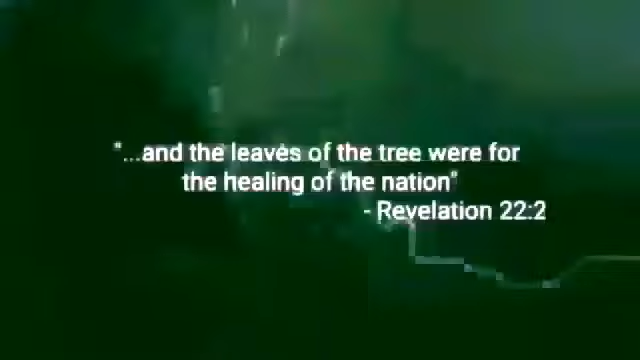 "...and the leaves of the tree were for
the healing of the nation"
- Revelation 22:2